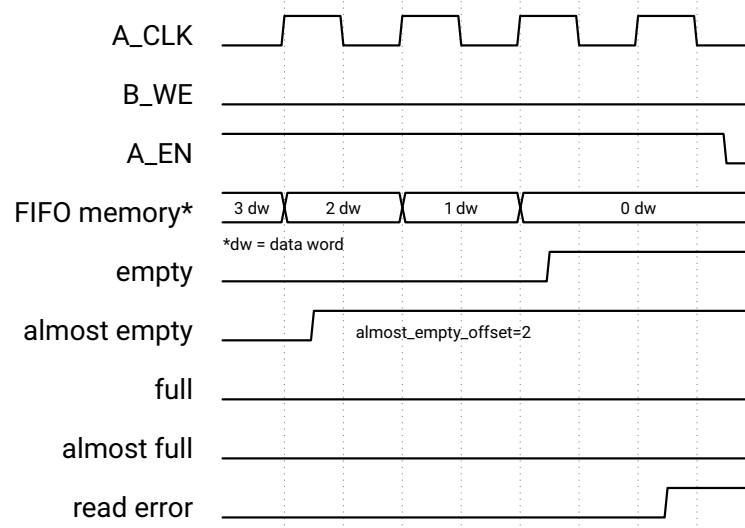 A_CLK
B_WE
A_EN
FIFO memory* 3 dw 2 dw 1 dw 0 dw
*dw = data word
empty
almost empty almost_empty_offset=2
full
almost full
read error